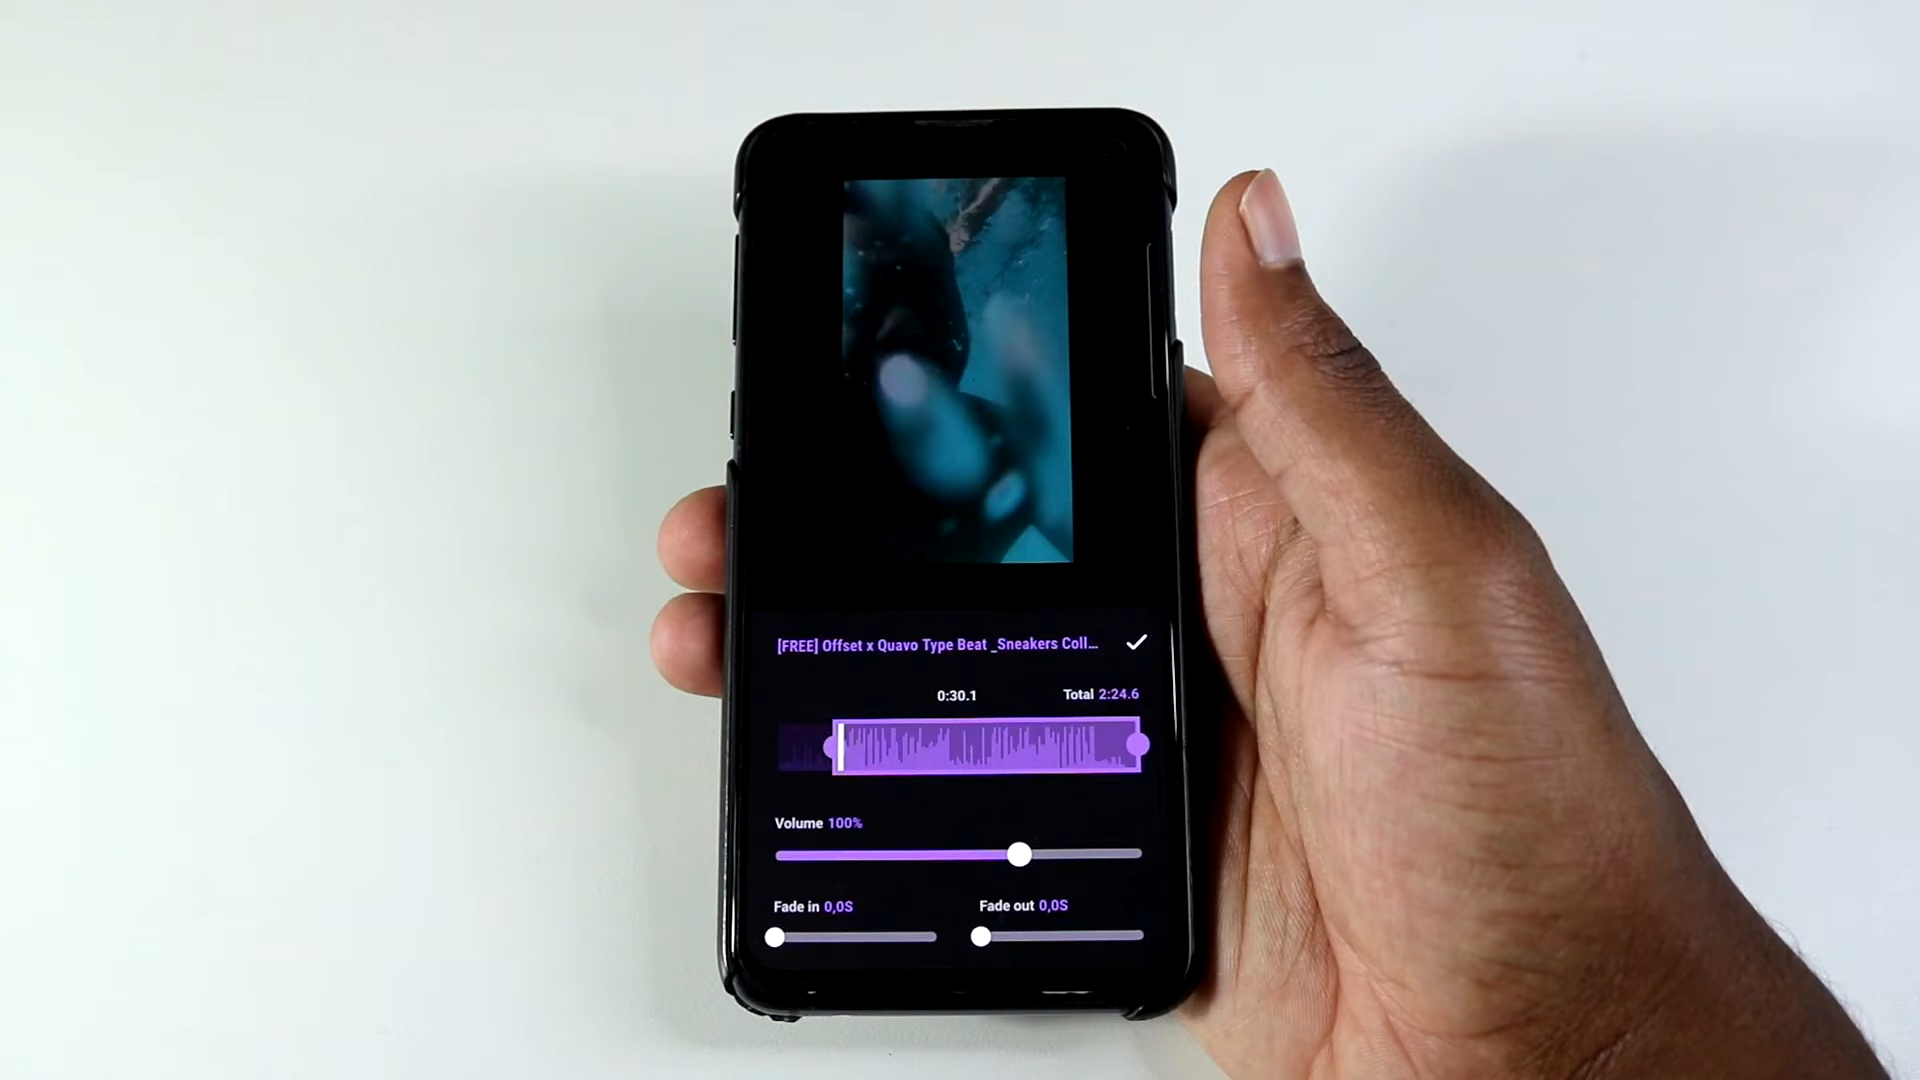 [FREE] Offset x Quavo Type Beat _Sneakers Coll...
0:30.1 Total 2:24.6
Volume 100%
Fade in 0,0S Fade out 0,0S